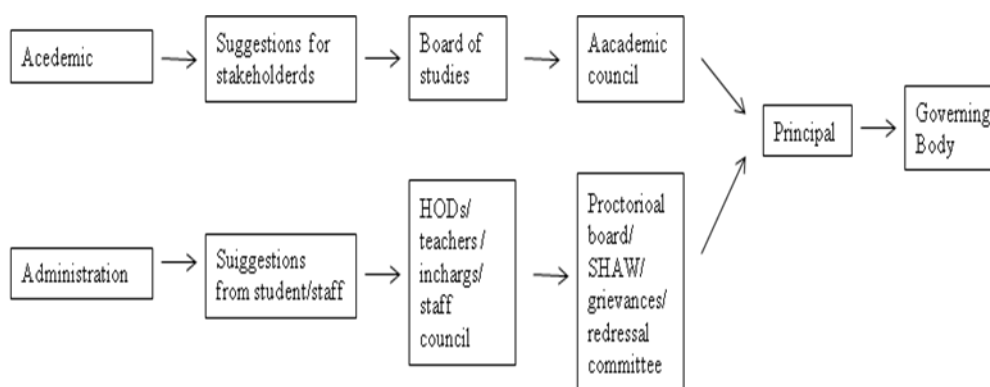 Acedemic
Suggestions for
stakeholderds
Board of
studies
Aacademic
council
Principal
Governing
Body
Administration
Suiggestions
from student/staff
HODs/
teachers/
inchargs/
staff
council
Proctorioal
board/
SHAW/
grievances/
redressal
committee